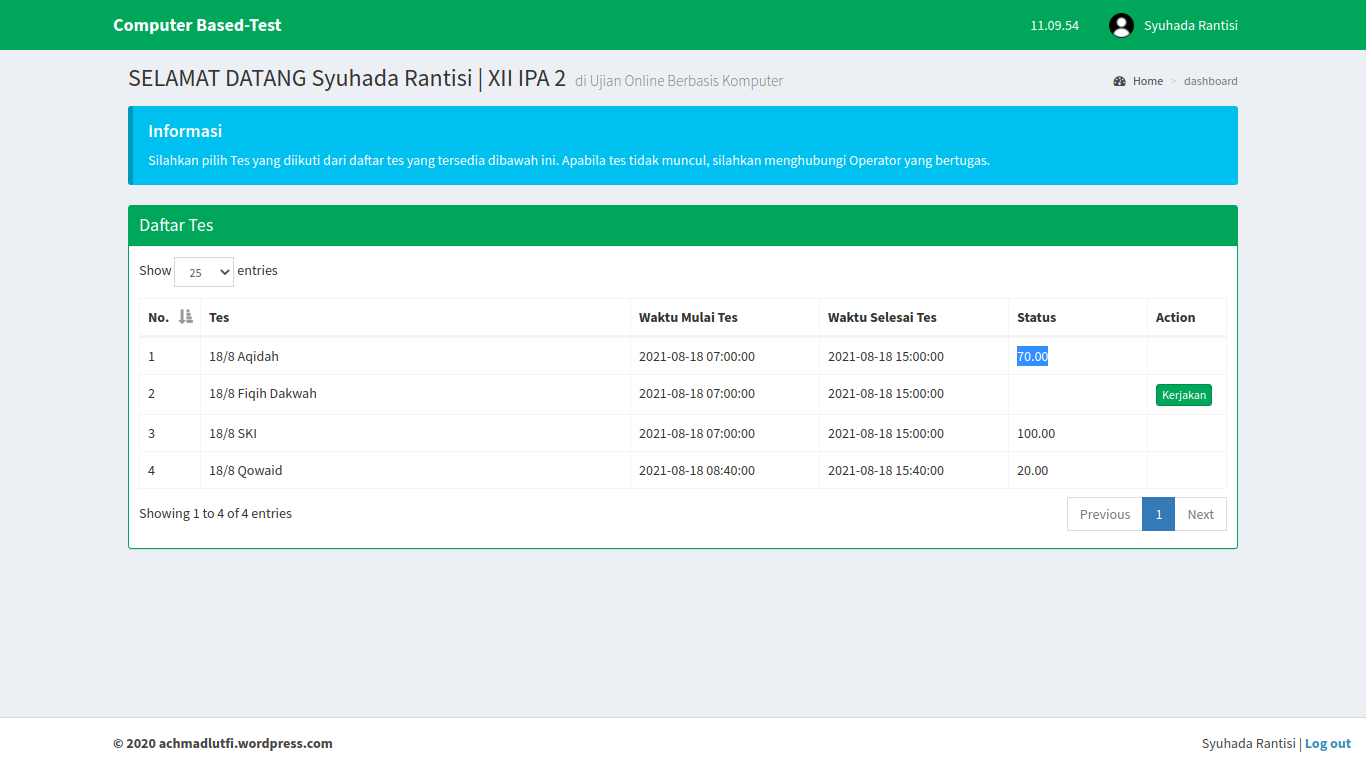 Computer Based-Test 11.09.54 Syuhada Rantisi
SELAMAT DATANG Syuhada Rantisi | XII IPA 2 di Ujian Online Berbasis Komputer Home > dashboard
Informasi
Silahkan pilih Tes yang diikuti dari daftar tes yang tersedia dibawah ini. Apabila tes tidak muncul, silahkan menghubungi Operator yang bertugas.
Daftar Tes
Show 25 entries
No. Tes Waktu Mulai Tes Waktu Selesai Tes Status Action
1 18/8 Aqidah 2021-08-18 07:00:00 2021-08-18 15:00:00 70.00
2 18/8 Fiqih Dakwah 2021-08-18 07:00:00 2021-08-18 15:00:00 Kerjakan
3 18/8 SKI 2021-08-18 07:00:00 2021-08-18 15:00:00 100.00
4 18/8 Qowaid 2021-08-18 08:40:00 2021-08-18 15:40:00 20.00
Showing 1 to 4 of 4 entries Previous 1 Next
© 2020 achmadlutfi.wordpress.com Syuhada Rantisi | Log out